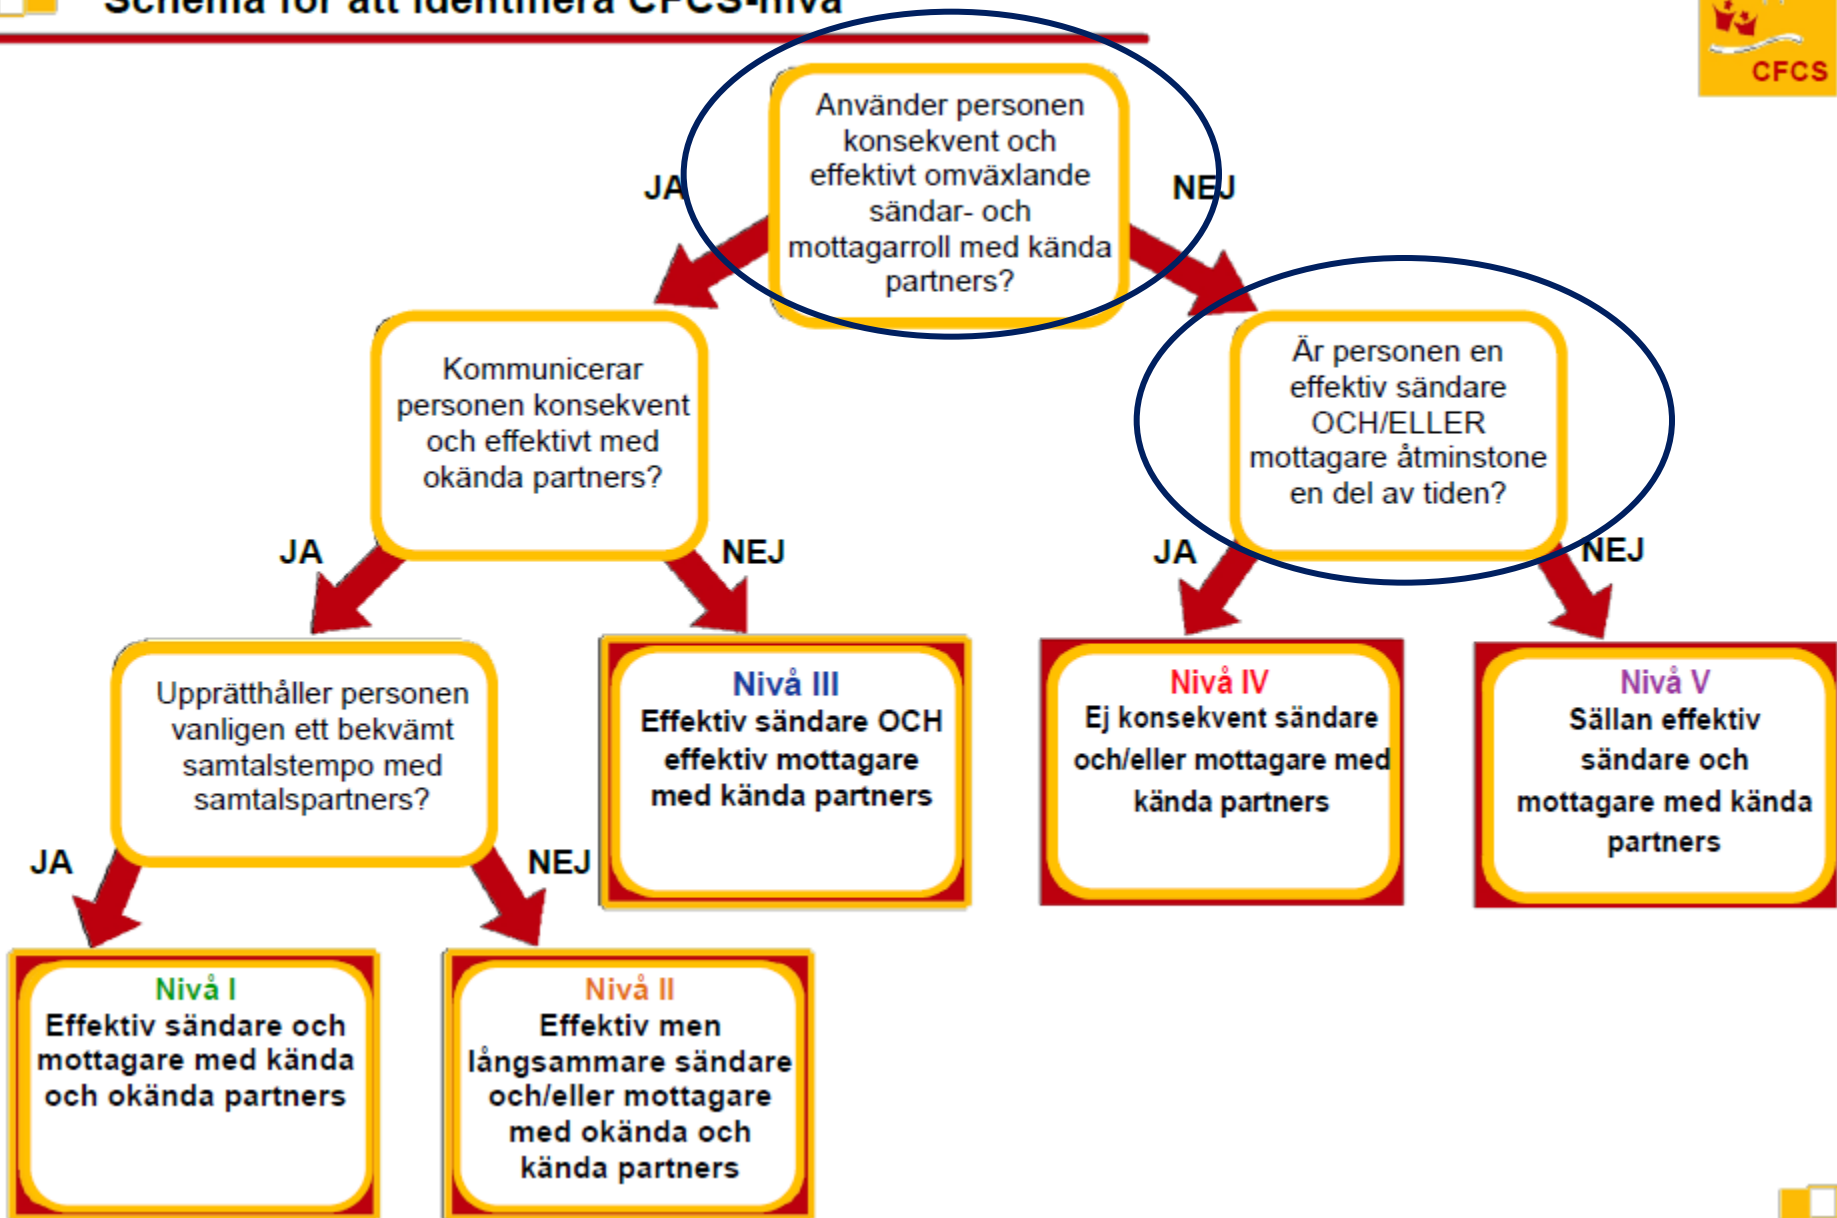 Schema för att identifiera CFCS-nivå
CFCS
Använder personen
konsekvent och
effektivt omväxlande
sändar- och
mottagarroll med kända
partners?
JA
NEJ
Kommunicerar
personen konsekvent
och effektivt med
okända partners?
Är personen en
effektiv sändare
OCH/ELLER
mottagare åtminstone
en del av tiden?
JA
NEJ
JA
NEJ
Upprätthåller personen
vanligen ett bekvämt
samtalstempo med
samtalspartners?
Nivå III
Effektiv sändare OCH
effektiv mottagare
med kända partners
Nivå IV
Ej konsekvent sändare
och/eller mottagare med
kända partners
Nivå V
Sällan effektiv
sändare och
mottagare med kända
partners
JA
NEJ
Nivå I
Effektiv sändare och
mottagare med kända
och okända partners
Nivå II
Effektiv men
långsammare sändare
och/eller mottagare
med okända och
kända partners